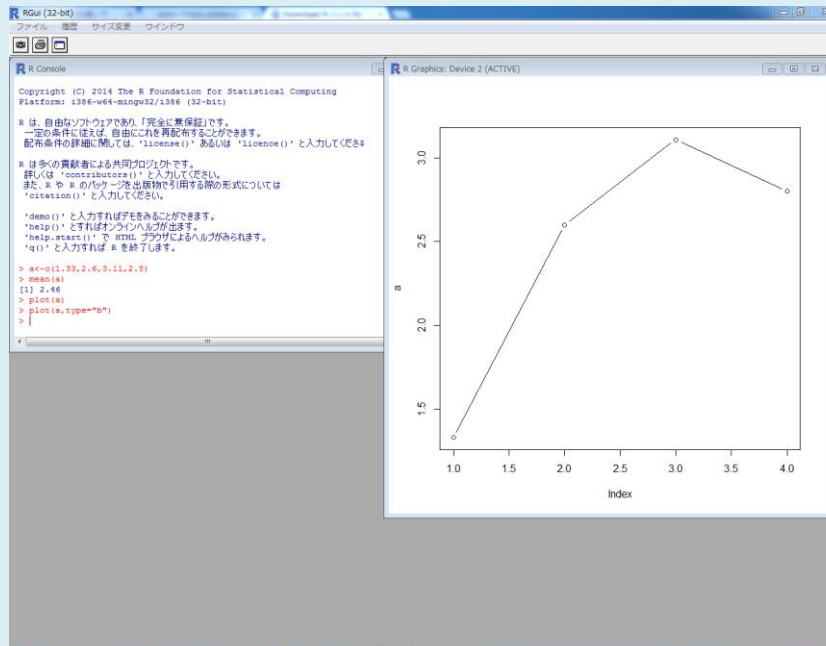 RGui (32-bit)
ファイル 履歴 サイズ変更 ウインドウ
R Console
Copyright (C) 2014 The R Foundation for Statistical Computing
Platform: i386-w64-mingw32/i386 (32-bit)
R は、自由なソフトウェアであり、「完全に無保証」です。
一定の条件に従えば、自由にこれを再配布することができます。
配布条件の詳細に関しては、'license()' あるいは 'licence()' と入力してくださ
R は多くの貢献者による共同プロジェクトです。
詳しくは 'contributors()' と入力してください。
また、R や R のパッケージを出版物で引用する際の形式については
'citation()' と入力してください。
'demo()' と入力すればデモをみることができます。
'help()' とすればオンラインヘルプが出ます。
'help.start()' で HTML ブラウザによるヘルプがみられます。
'q()' と入力すれば R を終了します。
> a<-c(1.33,2.6,3.11,2.8)
> mean(a)
[1] 2.46
> plot(a)
> plot(a,type="b")
>
R Graphics: Device 2 (ACTIVE)
3.0
2.5
2.0
1.5
a
1.0 1.5 2.0 2.5 3.0 3.5 4.0
Index